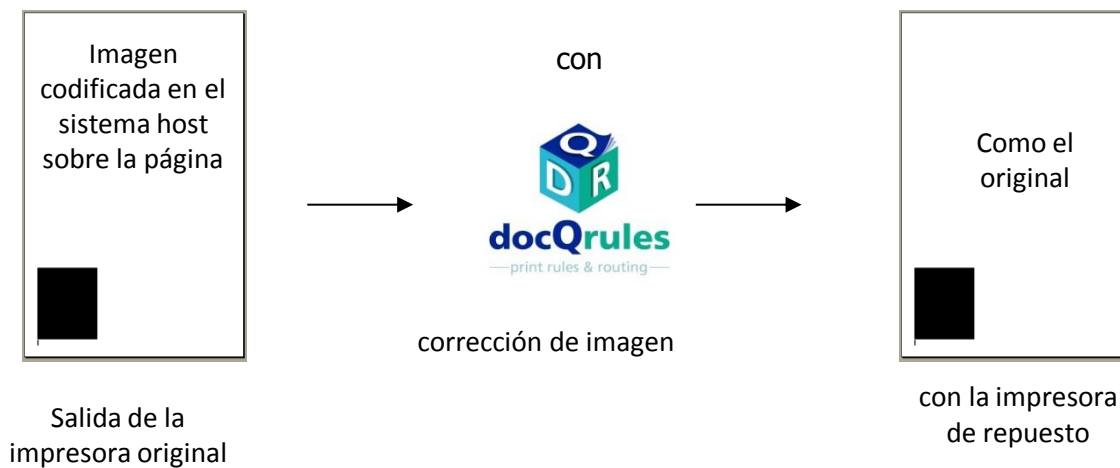 Imagen
codificada en el
sistema host
sobre la página
Salida de la
impresora original
con
Q
D R
docQrules
print rules & routing
corrección de imagen
Como el
original
con la impresora
de repuesto